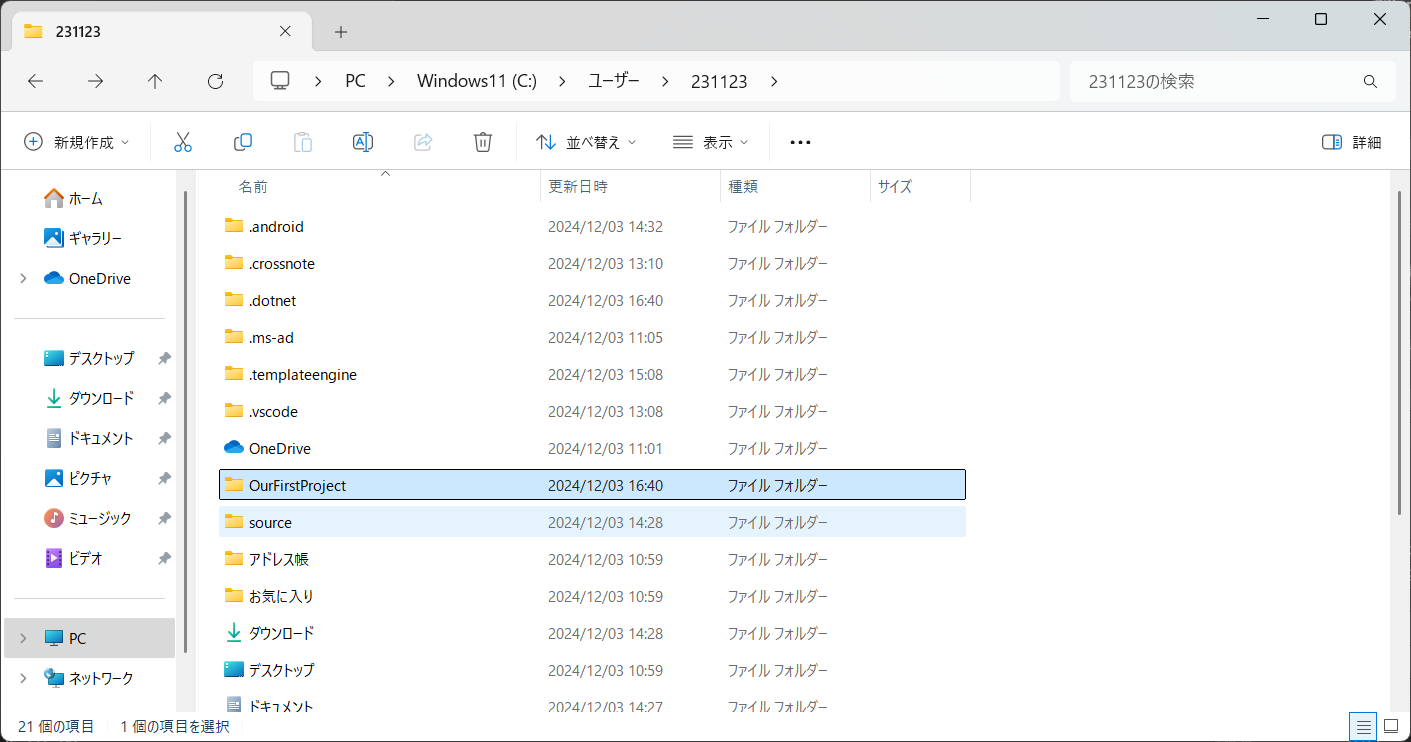 231123
PC Windows11 (C:) ユーザー 231123
231123の検索
新規作成 並べ替え 表示 ••• 詳細
ホーム
ギャラリー
OneDrive
デスクトップ
ダウンロード
ドキュメント
ピクチャ
ミュージック
ビデオ
PC
ネットワーク
名前 更新日時 種類 サイズ
.android 2024/12/03 14:32 ファイル フォルダー
.crossnote 2024/12/03 13:10 ファイル フォルダー
.dotnet 2024/12/03 16:40 ファイル フォルダー
.ms-ad 2024/12/03 11:05 ファイル フォルダー
.templateengine 2024/12/03 15:08 ファイル フォルダー
.vscode 2024/12/03 13:08 ファイル フォルダー
OneDrive 2024/12/03 11:01 ファイル フォルダー
OurFirstProject 2024/12/03 16:40 ファイル フォルダー
source 2024/12/03 14:28 ファイル フォルダー
アドレス帳 2024/12/03 10:59 ファイル フォルダー
お気に入り 2024/12/03 10:59 ファイル フォルダー
ダウンロード 2024/12/03 14:28 ファイル フォルダー
デスクトップ 2024/12/03 10:59 ファイル フォルダー
ドキュメント 2024/12/03 14:27 ファイル フォルダー
21 個の項目 1 個の項目を選択